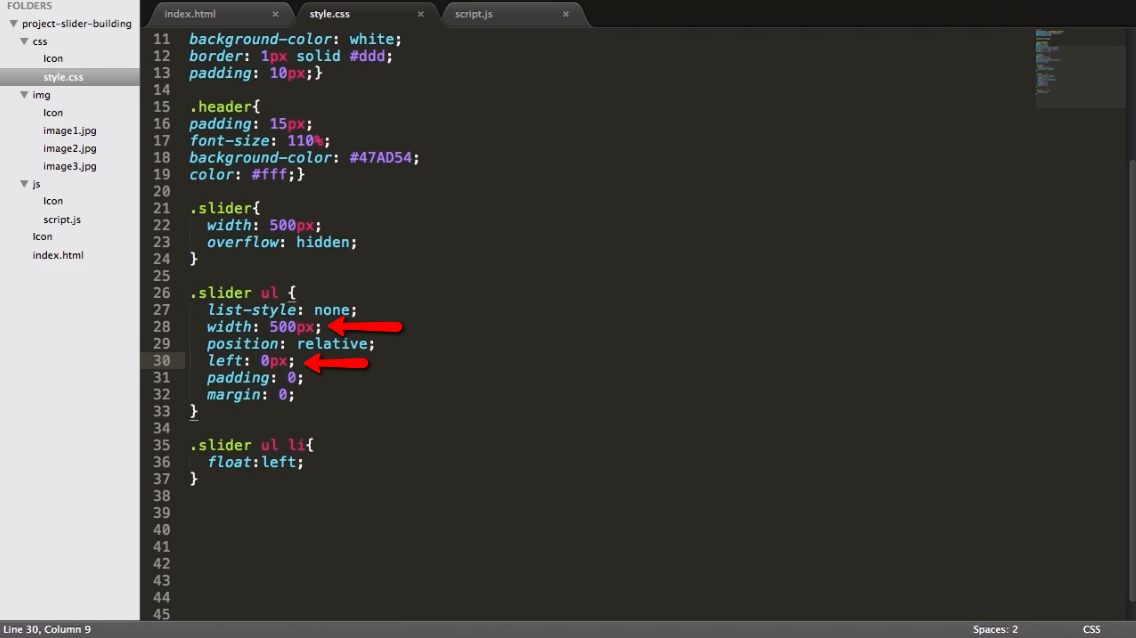 FOLDERS
project-slider-building
css
Icon
style.css
img
Icon
image1.jpg
image2.jpg
image3.jpg
js
Icon
script.js
Icon
index.html
index.html × style.css × script.js ×
11 background-color: white;
12 border: 1px solid #ddd;
13 padding: 10px;}
14
15 .header{
16 padding: 15px;
17 font-size: 110%;
18 background-color: #47AD54;
19 color: #fff;}
20
21 .slider{
22 width: 500px;
23 overflow: hidden;
24 }
25
26 .slider ul {
27 list-style: none;
28 width: 500px;
29 position: relative;
30 left: 0px;
31 padding: 0;
32 margin: 0;
33 }
34
35 .slider ul li{
36 float:left;
37 }
38
39
40
41
42
43
44
45
Line 30, Column 9 Spaces: 2 CSS